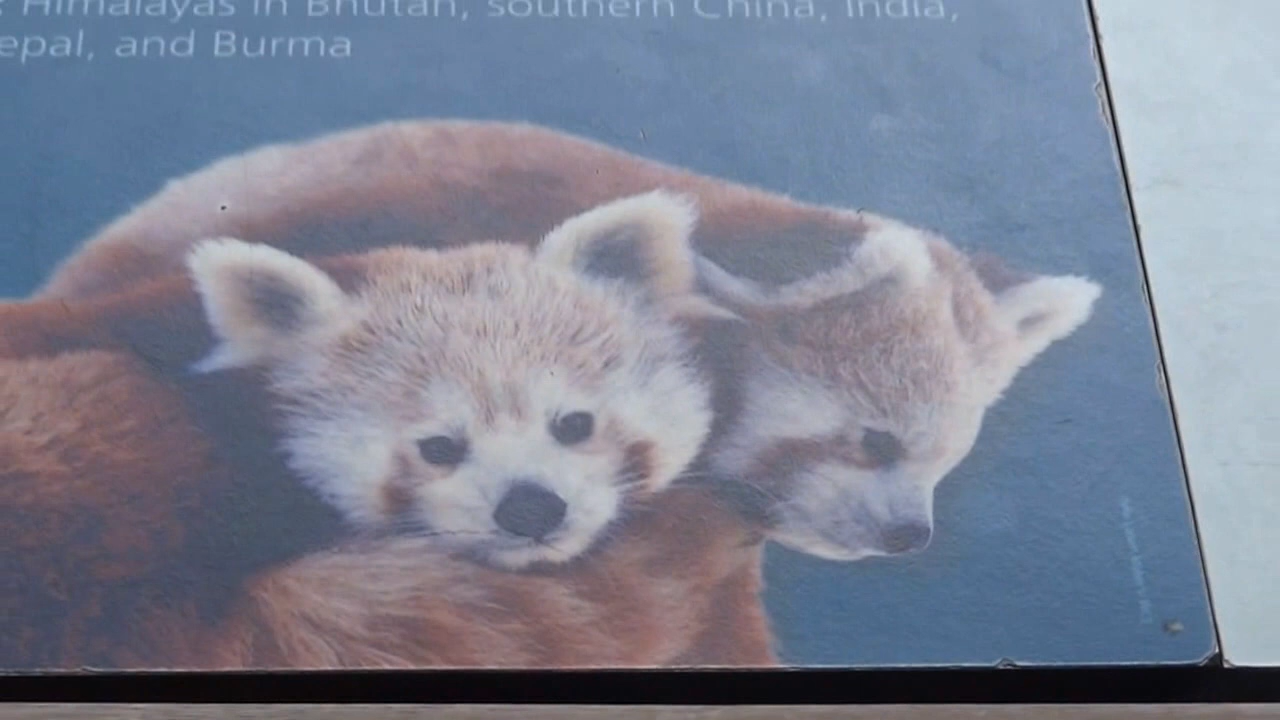 Himalayas in Bhutan, southern China, India,
epal, and Burma